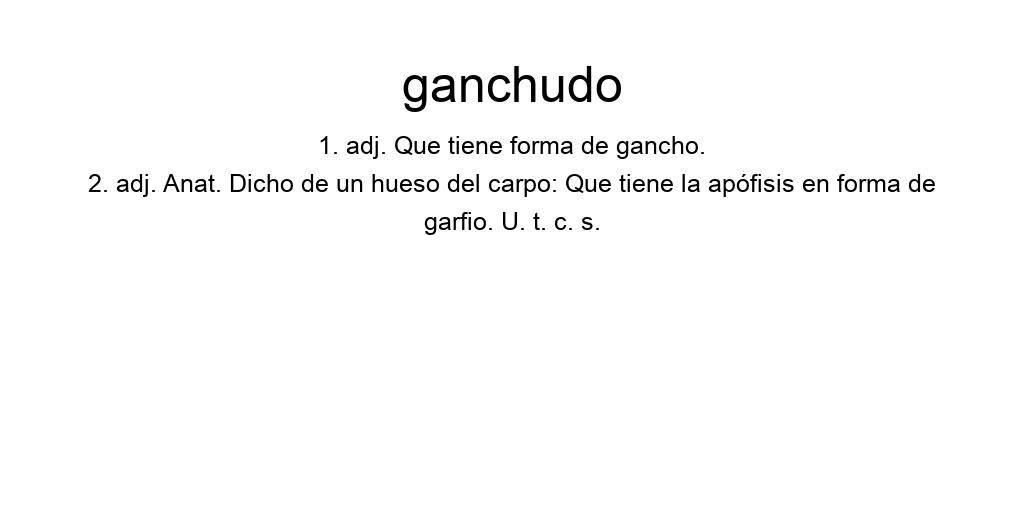 ganchudo
1. adj. Que tiene forma de gancho.
2. adj. Anat. Dicho de un hueso del carpo: Que tiene la apófisis en forma de
garfio. U. t. c. s.